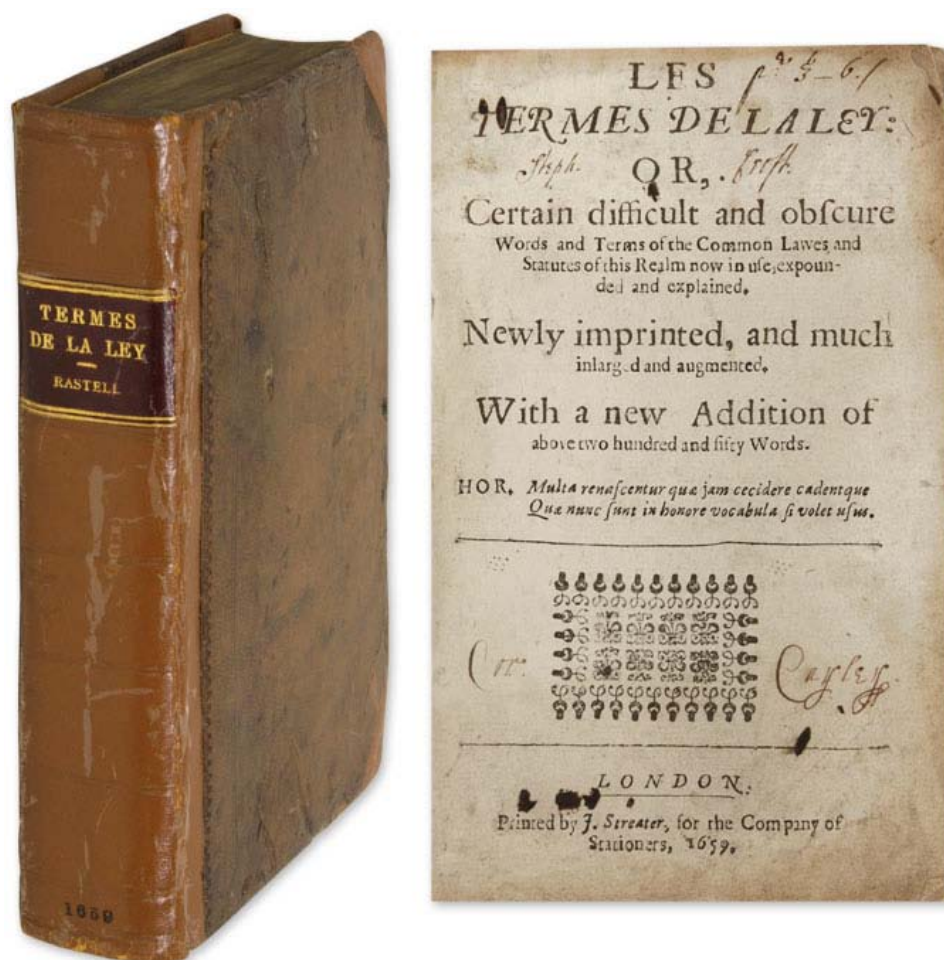 TERMES
DE LA LEY
RASTELL
1659
LES
TERMES DE LA LEY:
OR,
Certain difficult and obſcure
Words and Terms of the Common Lawes and
Statutes of this Realm now in uſe, expoun-
ded and explained.
Newly imprinted, and much
inlarged and augmented.
With a new Addition of
above two hundred and fifty Words.
HOR. Multa renaſcentur quæ jam cecidere cadentque
Quæ nunc ſunt in honore vocabula ſi volet uſus.
Cor. Cayley.
LONDON,
Printed by J. Streater, for the Company of
Stationers, 1659.